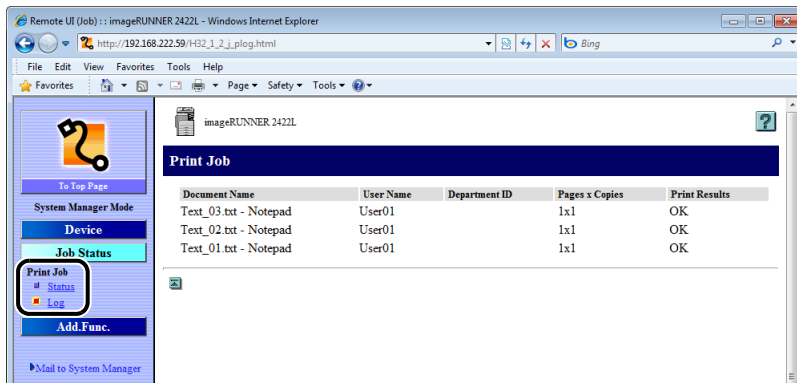 Remote UI (Job) : : imageRUNNER 2422L - Windows Internet Explorer
http://192.168.222.59/H32_1_2_j_plog.html
Bing
File Edit View Favorites Tools Help
Favorites Page Safety Tools
imageRUNNER 2422L
To Top Page
System Manager Mode
Device
Job Status
Print Job
Status
Log
Add.Func.
Mail to System Manager
Print Job
Document Name User Name Department ID Pages x Copies Print Results
Text_03.txt - Notepad User01 1x1 OK
Text_02.txt - Notepad User01 1x1 OK
Text_01.txt - Notepad User01 1x1 OK